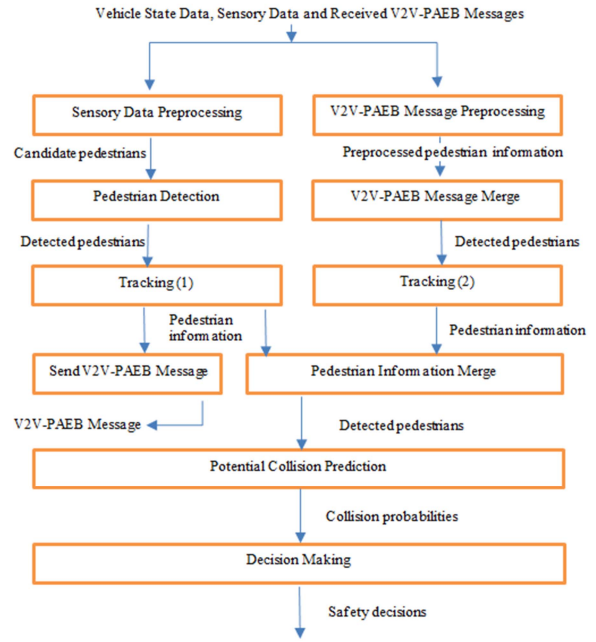 Vehicle State Data, Sensory Data and Received V2V-PAEB Messages
Sensory Data Preprocessing
V2V-PAEB Message Preprocessing
Candidate pedestrians
Preprocessed pedestrian information
Pedestrian Detection
V2V-PAEB Message Merge
Detected pedestrians
Detected pedestrians
Tracking (1)
Tracking (2)
Pedestrian
information
Pedestrian information
Send V2V-PAEB Message
Pedestrian Information Merge
V2V-PAEB Message
Detected pedestrians
Potential Collision Prediction
Collision probabilities
Decision Making
Safety decisions